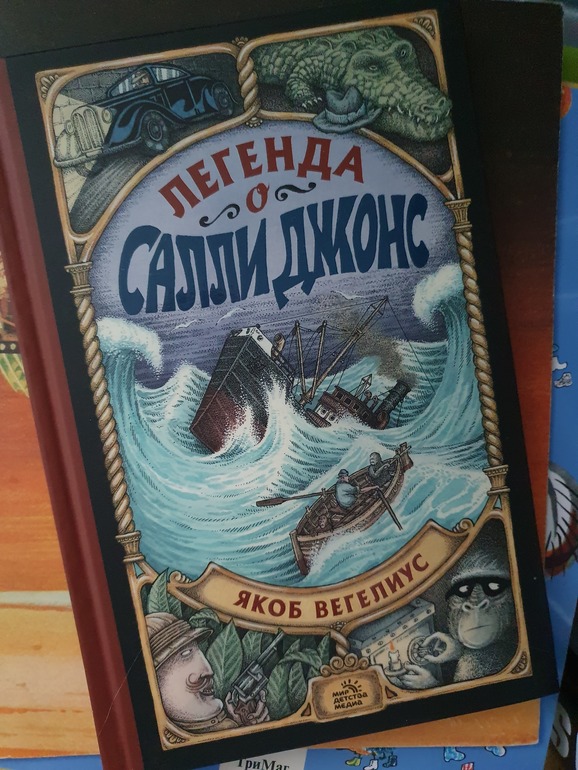 ЛЕГЕНДА
О
САЛЛИ ДЖОНС
ЯКОБ ВЕГЕЛИУС
МИР
ДЕТСТВА
МЕДИА
ТриМаг